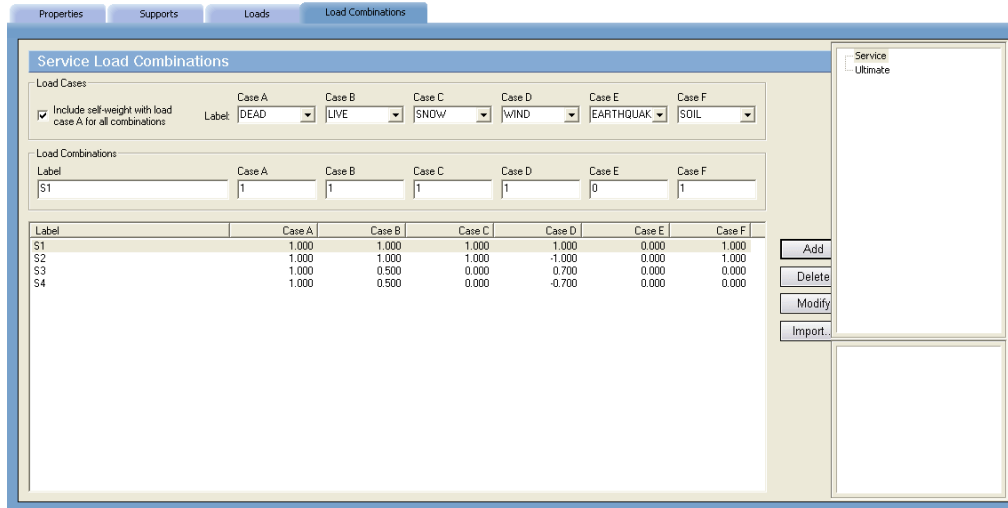 Properties Supports Loads Load Combinations
Service Load Combinations
Load Cases
Include self-weight with load
case A for all combinations
Case A Case B Case C Case D Case E Case F
Label: DEAD LIVE SNOW WIND EARTHQUAK SOIL
Load Combinations
Label Case A Case B Case C Case D Case E Case F
S1 1 1 1 1 0 1
Label Case A Case B Case C Case D Case E Case F
S1 1.000 1.000 1.000 1.000 0.000 1.000
S2 1.000 1.000 1.000 -1.000 0.000 1.000
S3 1.000 0.500 0.000 0.700 0.000 0.000
S4 1.000 0.500 0.000 -0.700 0.000 0.000
Add
Delete
Modify
Import..
Service
Ultimate